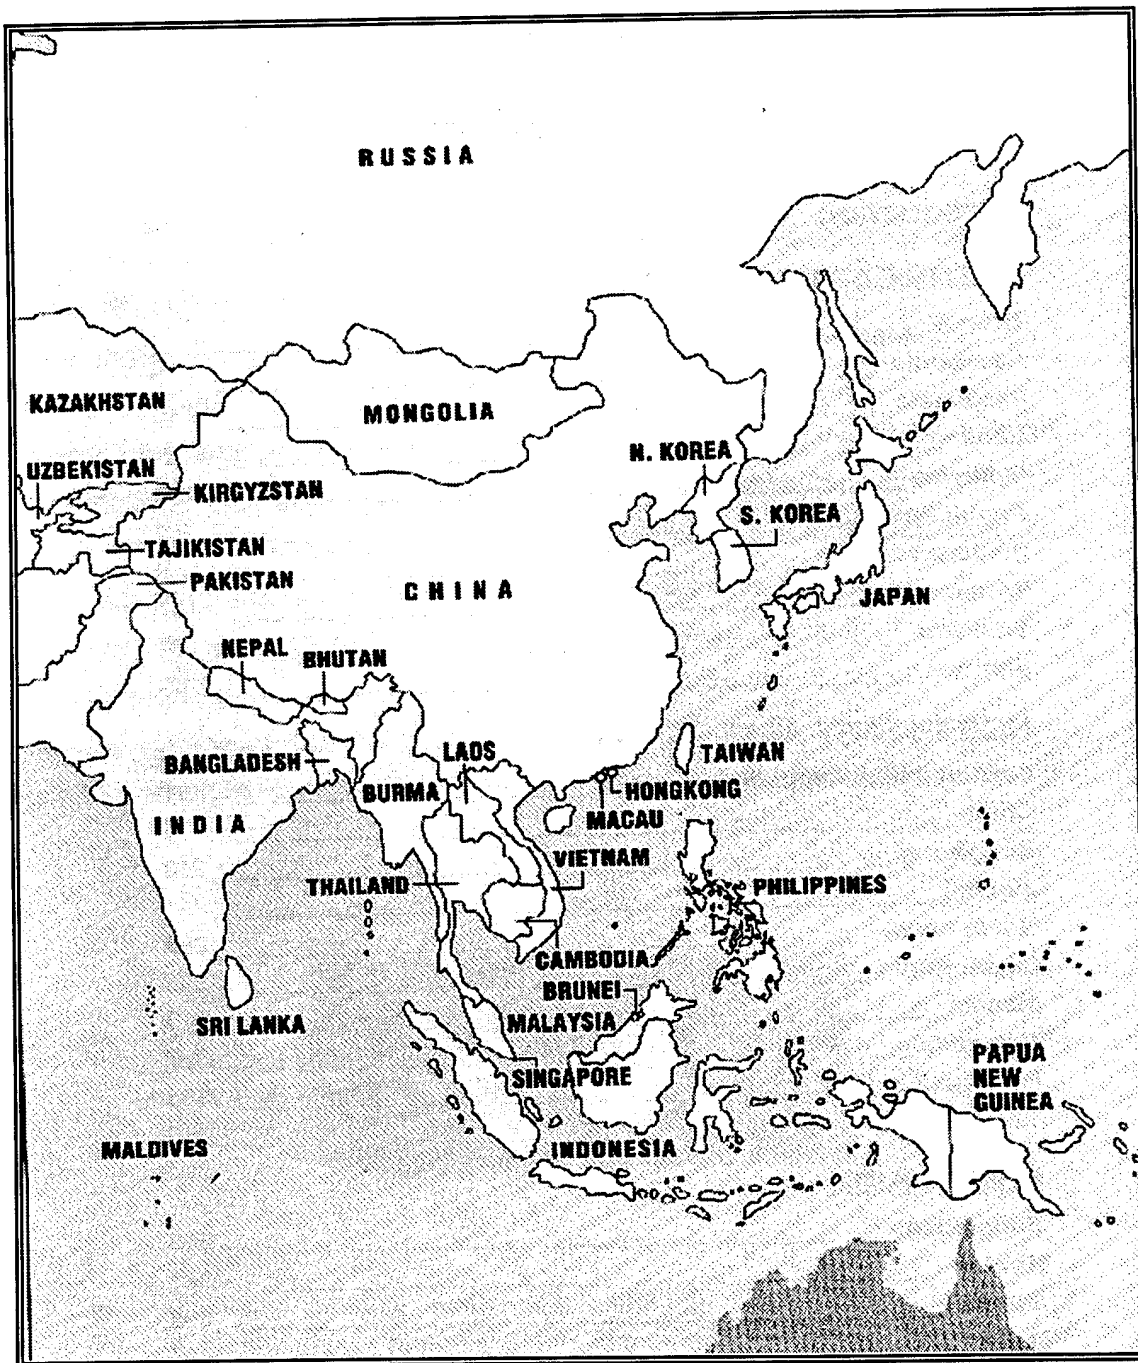 RUSSIA
KAZAKHSTAN
MONGOLIA
UZBEKISTAN
N. KOREA
KIRGYZSTAN
S. KOREA
TAJIKISTAN
PAKISTAN
CHINA
JAPAN
NEPAL
BHUTAN
LAOS
TAIWAN
BANGLADESH
BURMA
HONGKONG
INDIA
MACAU
VIETNAM
THAILAND
PHILIPPINES
CAMBODIA
BRUNEI
SRI LANKA
MALAYSIA
SINGAPORE
PAPUA
NEW
GUINEA
MALDIVES
INDONESIA